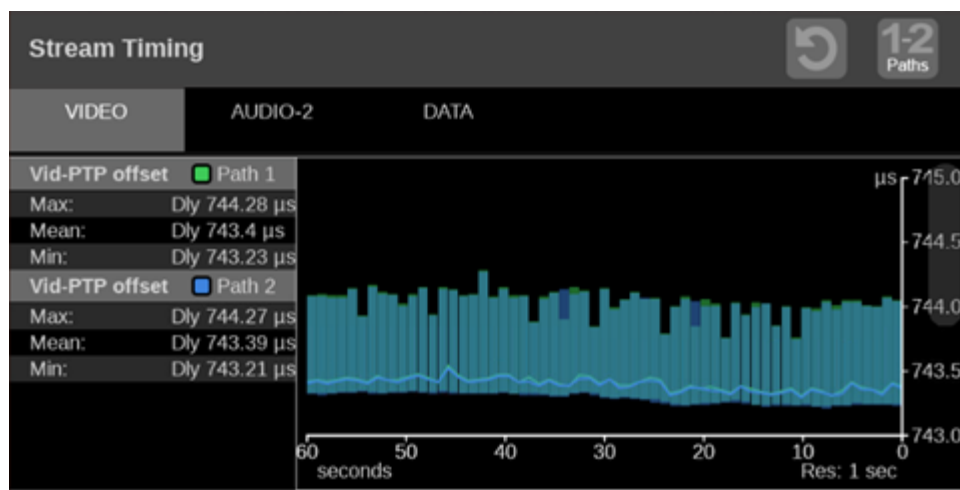 Stream Timing
1-2
Paths
VIDEO AUDIO-2 DATA
Vid-PTP offset Path 1
Max: Dly 744.28 µs
Mean: Dly 743.4 µs
Min: Dly 743.23 µs
Vid-PTP offset Path 2
Max: Dly 744.27 µs
Mean: Dly 743.39 µs
Min: Dly 743.21 µs
µs
745.0
744.5
744.0
743.5
743.0
60 50 40 30 20 10 0
seconds Res: 1 sec